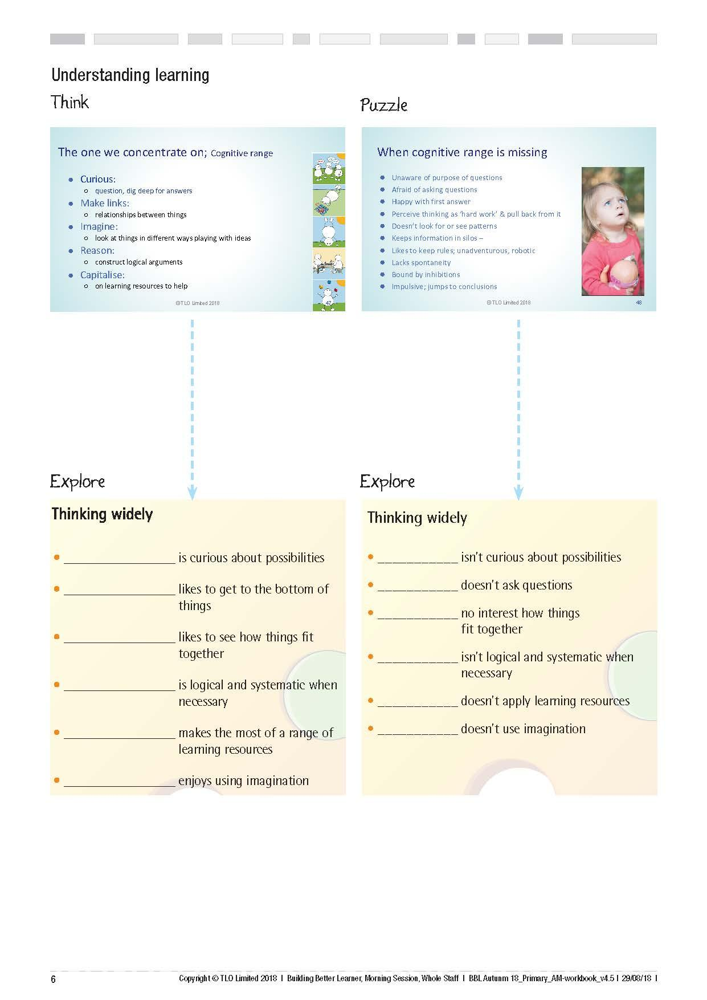 Understanding learning
Think
The one we concentrate on; Cognitive range
● Curious:
○ question, dig deep for answers
● Make links:
○ relationships between things
● Imagine:
○ look at things in different ways playing with ideas
● Reason:
○ construct logical arguments
● Capitalise:
○ on learning resources to help
©TLO Limited 2018
47
Puzzle
When cognitive range is missing
● Unaware of purpose of questions
● Afraid of asking questions
● Happy with first answer
● Perceive thinking as ‘hard work’ & pull back from it
● Doesn’t look for or see patterns
● Keeps information in silos –
● Likes to keep rules; unadventurous, robotic
● Lacks spontaneity
● Bound by inhibitions
● Impulsive; jumps to conclusions
©TLO Limited 2018
48
Explore
Thinking widely
• ________________ is curious about possibilities
• ________________ likes to get to the bottom of
things
• ________________ likes to see how things fit
together
• ________________ is logical and systematic when
necessary
• ________________ makes the most of a range of
learning resources
• ________________ enjoys using imagination
Explore
Thinking widely
• ___________ isn’t curious about possibilities
• ___________ doesn’t ask questions
• ___________ no interest how things
fit together
• ___________ isn’t logical and systematic when
necessary
• ___________ doesn’t apply learning resources
• ___________ doesn’t use imagination
6 Copyright © TLO Limited 2018 I Building Better Learner, Morning Session, Whole Staff I BBL Autunm 18_Primary_AM-workbook_v4.5 I 29/08/18 I